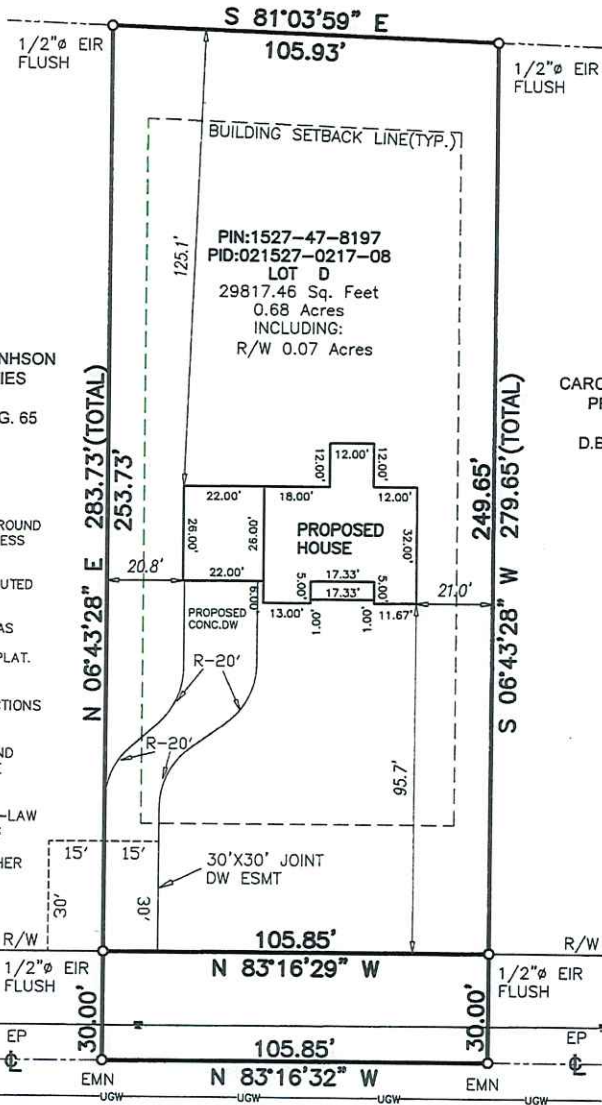 S 81°03'59" E
105.93'
1/2"ø EIR
FLUSH
1/2"ø EIR
FLUSH
BUILDING SETBACK LINE(TYP.)
125.1'
PIN:1527-47-8197
PID:021527-0217-08
LOT D
29817.46 Sq. Feet
0.68 Acres
INCLUDING:
R/W 0.07 Acres
NHSON
IES
G. 65
CARO
P
D.B
N 06°43'28" E 283.73'(TOTAL)
253.73'
249.65'
S 06°43'28" W 279.65'(TOTAL)
12.00'
12.00'
12.00'
22.00'
18.00'
12.00'
ROUND
ESS
26.00'
26.00'
PROPOSED
HOUSE
32.00'
20.8'
22.00'
17.33'
5.00'
17.33'
5.00'
21.0'
UTED
6.00'
PROPOSED
CONC.DW
13.00'
1.00'
1.00'
11.67'
AS
PLAT.
R-20'
CTIONS
R-20'
ND
E
95.7'
-LAW
15'
15'
HER
30'X30' JOINT
DW ESMT
30'
30'
R/W
105.85'
R/W
N 83°16'29" W
1/2"ø EIR
FLUSH
1/2"ø EIR
FLUSH
30.00'
30.00'
EP
EP
105.85'
N 83°16'32" W
EMN
EMN
UGW
UGW
UGW
UGW